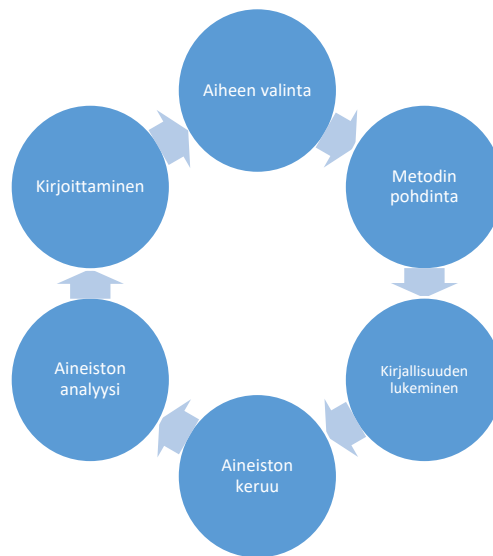 Aiheen valinta
Metodin
pohdinta
Kirjallisuuden
lukeminen
Aineiston
keruu
Aineiston
analyysi
Kirjoittaminen